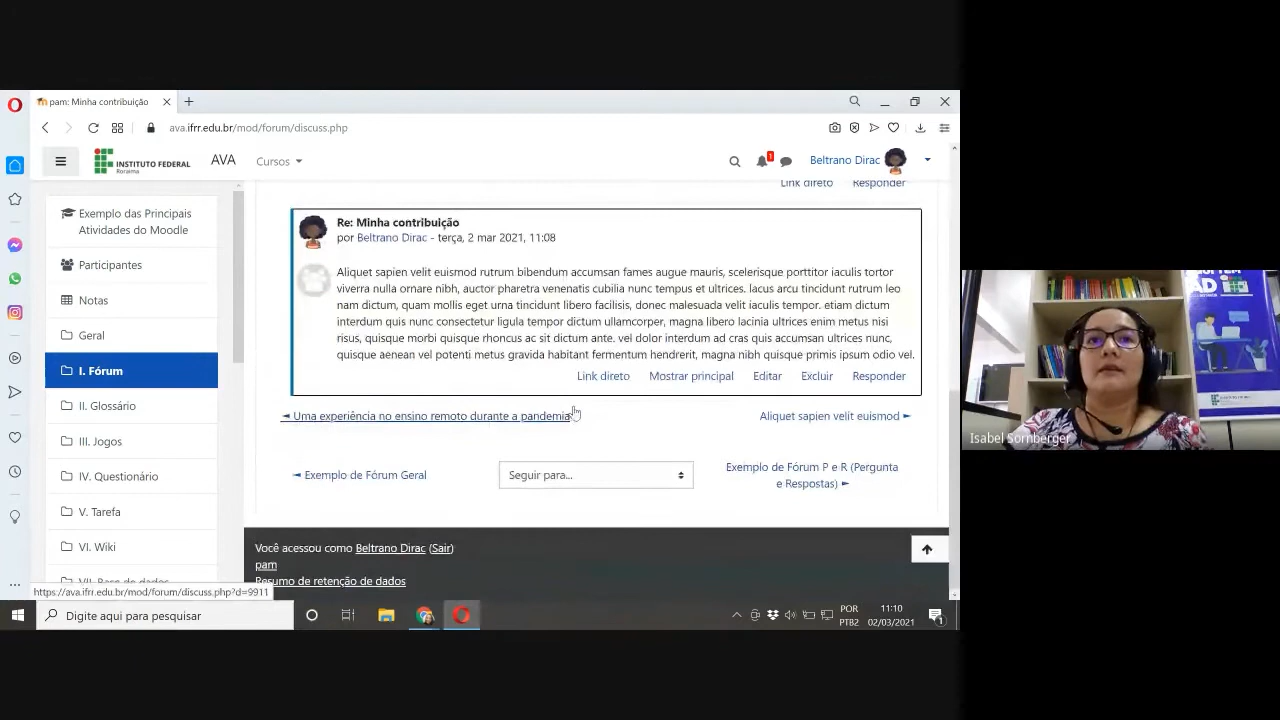 pam: Minha contribuição
ava.ifrr.edu.br/mod/forum/discuss.php
INSTITUTO FEDERAL
Roraima
AVA
Cursos
1
Beltrano Dirac
Exemplo das Principais
Atividades do Moodle
Participantes
Notas
Geral
I. Fórum
II. Glossário
III. Jogos
IV. Questionário
V. Tarefa
VI. Wiki
VII. Base de dados
Link direto Responder
Re: Minha contribuição
por Beltrano Dirac - terça, 2 mar 2021, 11:08
Aliquet sapien velit euismod rutrum bibendum accumsan fames augue mauris, scelerisque porttitor iaculis tortor
viverra nulla ornare nibh, auctor pharetra venenatis cubilia nunc tempus et ultrices. lacus arcu tincidunt rutrum leo
nam dictum, quam mollis eget urna tincidunt libero facilisis, donec malesuada velit iaculis tempor. etiam dictum
interdum quis nunc consectetur ligula tempor dictum ullamcorper, magna libero lacinia ultrices enim metus nisi
risus, quisque morbi quisque rhoncus ac sit dictum ante. vel dolor interdum ad cras quis accumsan ultrices nunc,
quisque aenean vel potenti metus gravida habitant fermentum hendrerit, magna nibh quisque primis ipsum odio vel.
Link direto Mostrar principal Editar Excluir Responder
◄ Uma experiência no ensino remoto durante a pandemia
Aliquet sapien velit euismod ►
◄ Exemplo de Fórum Geral
Seguir para...
Exemplo de Fórum P e R (Pergunta
e Respostas) ►
Você acessou como Beltrano Dirac (Sair)
pam
Resumo de retenção de dados
https://ava.ifrr.edu.br/mod/forum/discuss.php?d=9911
Digite aqui para pesquisar
POR
PTB2
11:10
02/03/2021
1
Isabel Sornberger